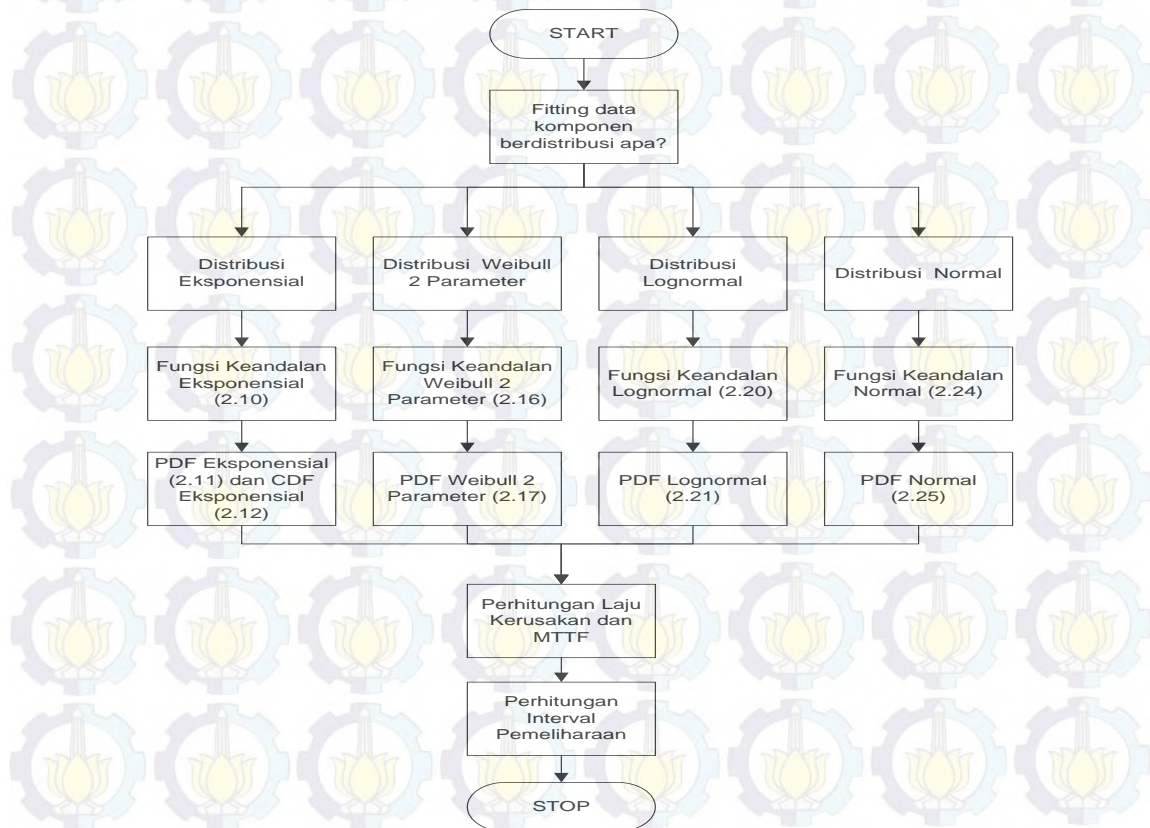 START
Fitting data
komponen
berdistribusi apa?
Distribusi
Eksponensial
Distribusi Weibull
2 Parameter
Distribusi
Lognormal
Distribusi Normal
Fungsi Keandalan
Eksponensial
(2.10)
Fungsi Keandalan
Weibull 2
Parameter (2.16)
Fungsi Keandalan
Lognormal (2.20)
Fungsi Keandalan
Normal (2.24)
PDF Eksponensial
(2.11) dan CDF
Eksponensial
(2.12)
PDF Weibull 2
Parameter (2.17)
PDF Lognormal
(2.21)
PDF Normal
(2.25)
Perhitungan Laju
Kerusakan dan
MTTF
Perhitungan
Interval
Pemeliharaan
STOP